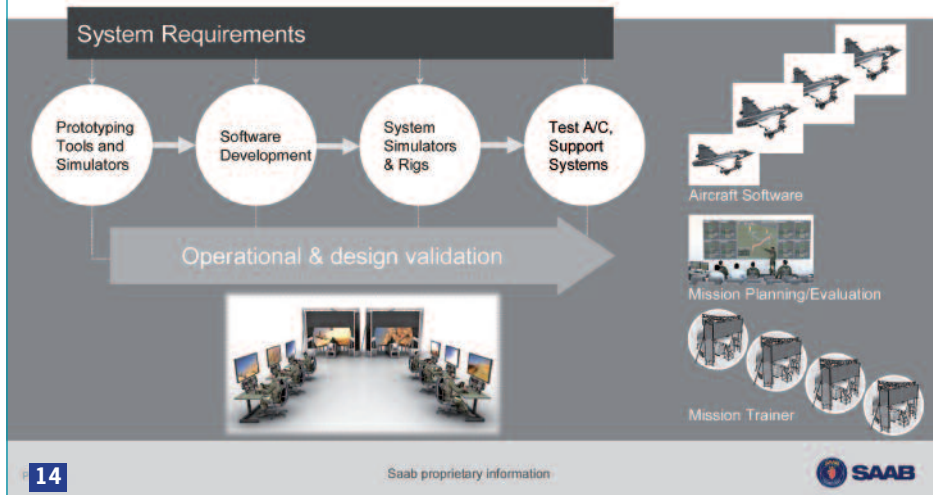 System Requirements
Prototyping
Tools and
Simulators
Software
Development
System
Simulators
& Rigs
Test A/C,
Support
Systems
Operational & design validation
Aircraft Software
Mission Planning/Evaluation
Mission Trainer
14
Saab proprietary information
SAAB